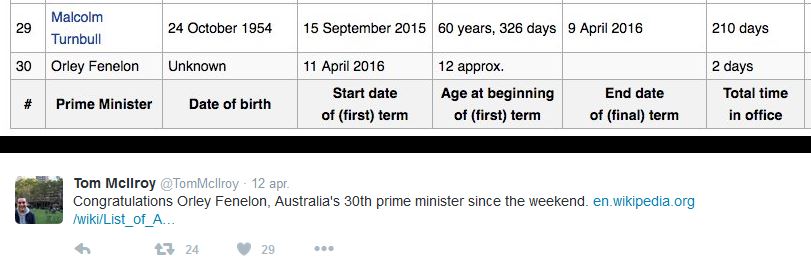 29 Malcolm Turnbull 24 October 1954 15 September 2015 60 years, 326 days 9 April 2016 210 days
30 Orley Fenelon Unknown 11 April 2016 12 approx. 2 days
# Prime Minister Date of birth Start date of (first) term Age at beginning of (first) term End date of (final) term Total time in office
Tom McIlroy @TomMcIlroy · 12 apr.
Congratulations Orley Fenelon, Australia's 30th prime minister since the weekend. en.wikipedia.org
/wiki/List_of_A…
24 29